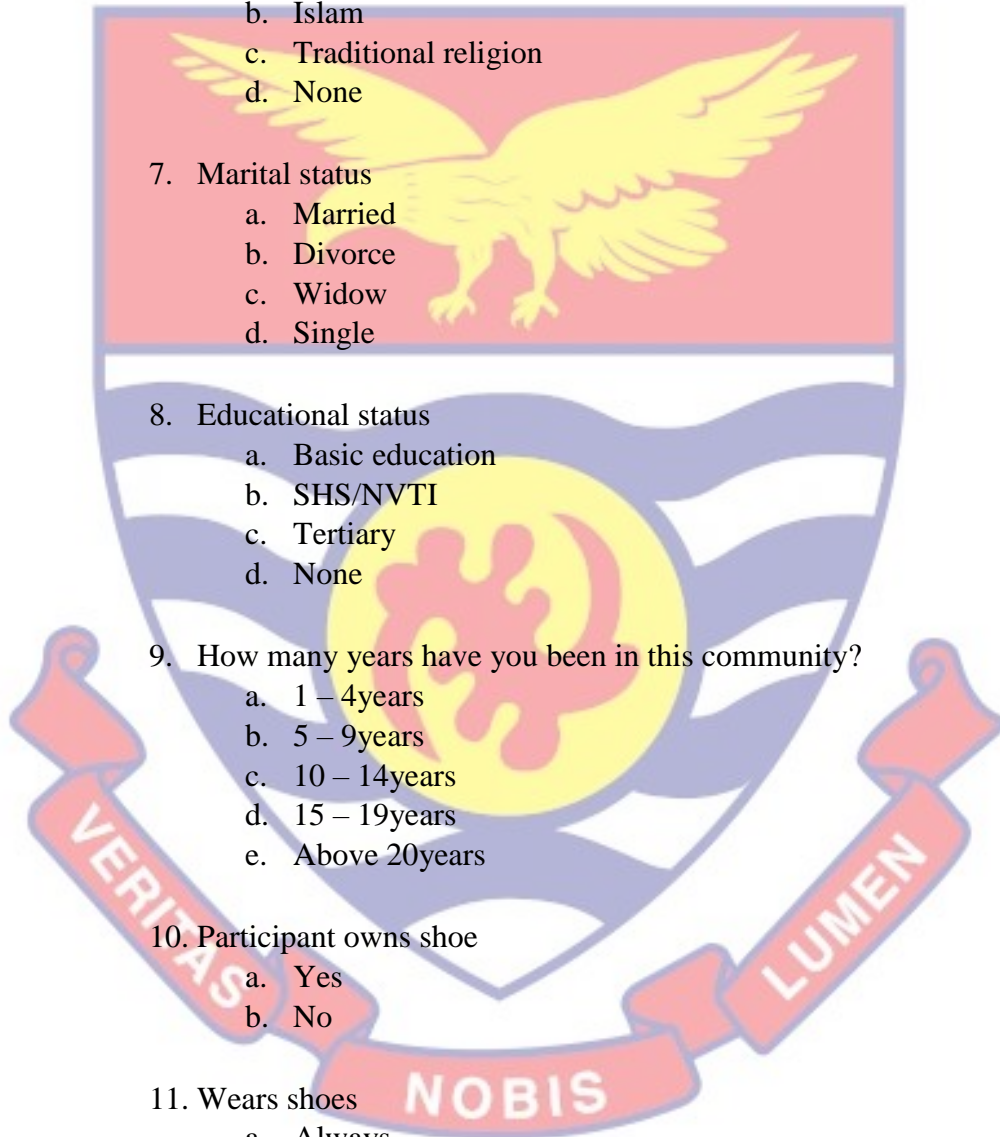 b. Islam
c. Traditional religion
d. None
7. Marital status
a. Married
b. Divorce
c. Widow
d. Single
8. Educational status
a. Basic education
b. SHS/NVTI
c. Tertiary
d. None
9. How many years have you been in this community?
a. 1 – 4years
b. 5 – 9years
c. 10 – 14years
d. 15 – 19years
e. Above 20years
10. Participant owns shoe
a. Yes
b. No
11. Wears shoes
a. Always
VERITAS
NOBIS
LUMEN